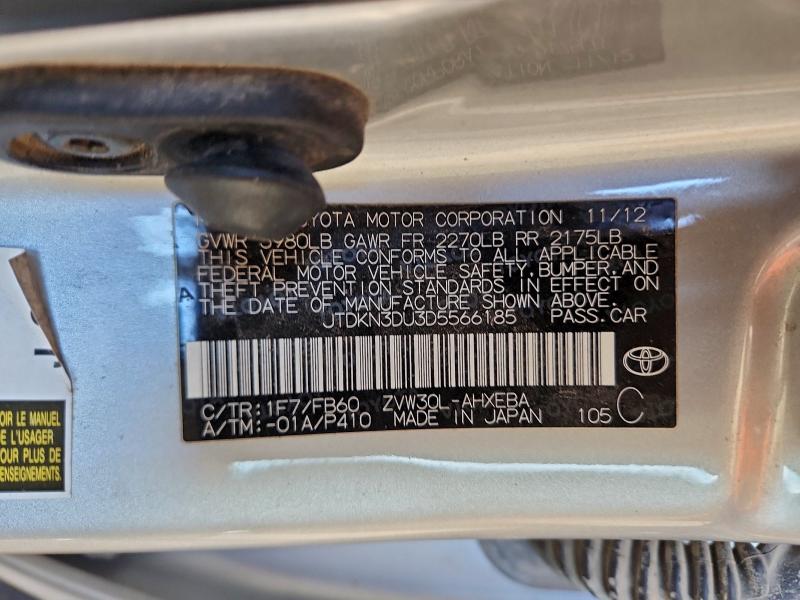 TOYOTA MOTOR CORPORATION 11/12
GVWR 3980LB GAWR FR 2270LB RR 2175LB
THIS VEHICLE CONFORMS TO ALL APPLICABLE
FEDERAL MOTOR VEHICLE SAFETY, BUMPER, AND
THEFT PREVENTION STANDARDS IN EFFECT ON
THE DATE OF MANUFACTURE SHOWN ABOVE.
JTDKN3DU3D5566185 PASS.CAR
C/TR:1F7/FB60 ZVW30L-AHXEBA
A/TM:-01A/P410 MADE IN JAPAN 105 C
A
OIR LE MANUEL
E L'USAGER
OUR PLUS DE
ENSEIGNEMENTS.